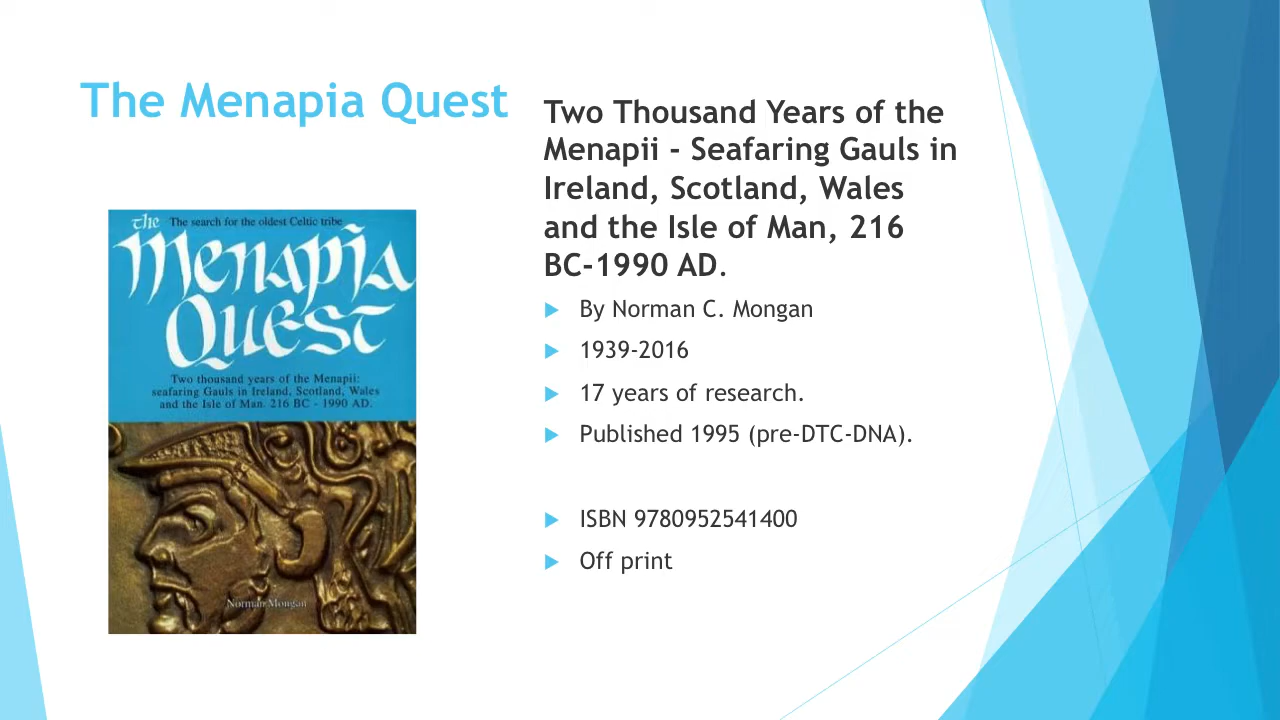 The Menapia Quest
Two Thousand Years of the
Menapii - Seafaring Gauls in
Ireland, Scotland, Wales
and the Isle of Man, 216
BC-1990 AD.
By Norman C. Mongan
1939-2016
17 years of research.
Published 1995 (pre-DTC-DNA).
ISBN 9780952541400
Off print
The search for the oldest Celtic tribe
the
Menapia
Quest
Two thousand years of the Menapii:
seafaring Gauls in Ireland, Scotland, Wales
and the Isle of Man. 216 BC - 1990 AD.
Norman Mongan